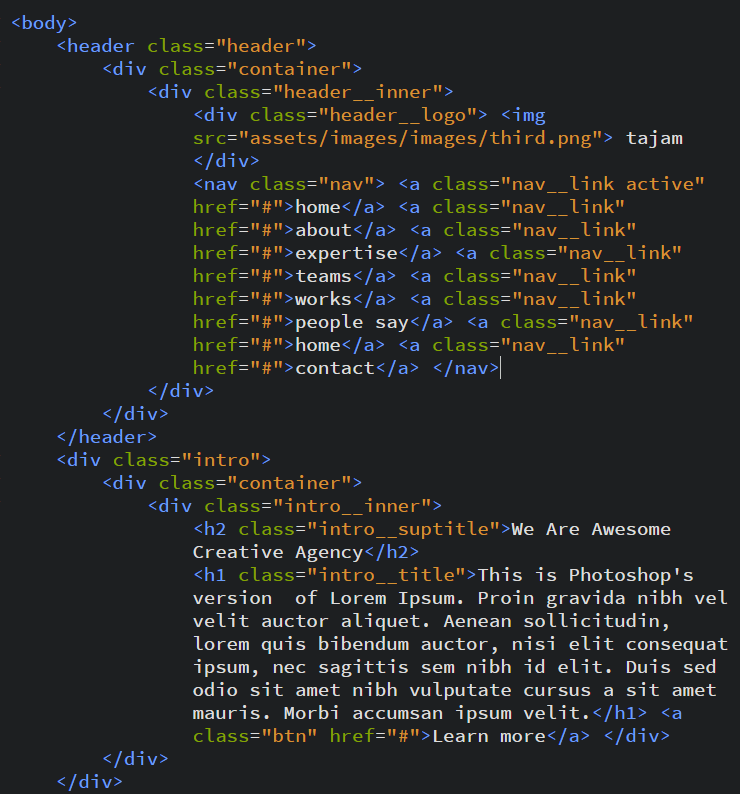 <body>
    <header class="header">
        <div class="container">
            <div class="header__inner">
                <div class="header__logo"> <img
                src="assets/images/images/third.png"> tajam
                </div>
                <nav class="nav"> <a class="nav__link active"
                href="#">home</a> <a class="nav__link"
                href="#">about</a> <a class="nav__link"
                href="#">expertise</a> <a class="nav__link"
                href="#">teams</a> <a class="nav__link"
                href="#">works</a> <a class="nav__link"
                href="#">people say</a> <a class="nav__link"
                href="#">home</a> <a class="nav__link"
                href="#">contact</a> </nav>
            </div>
        </div>
    </header>
    <div class="intro">
        <div class="container">
            <div class="intro__inner">
                <h2 class="intro__suptitle">We Are Awesome
                Creative Agency</h2>
                <h1 class="intro__title">This is Photoshop's
                version  of Lorem Ipsum. Proin gravida nibh vel
                velit auctor aliquet. Aenean sollicitudin,
                lorem quis bibendum auctor, nisi elit consequat
                ipsum, nec sagittis sem nibh id elit. Duis sed
                odio sit amet nibh vulputate cursus a sit amet
                mauris. Morbi accumsan ipsum velit.</h1> <a
                class="btn" href="#">Learn more</a> </div>
        </div>
    </div>